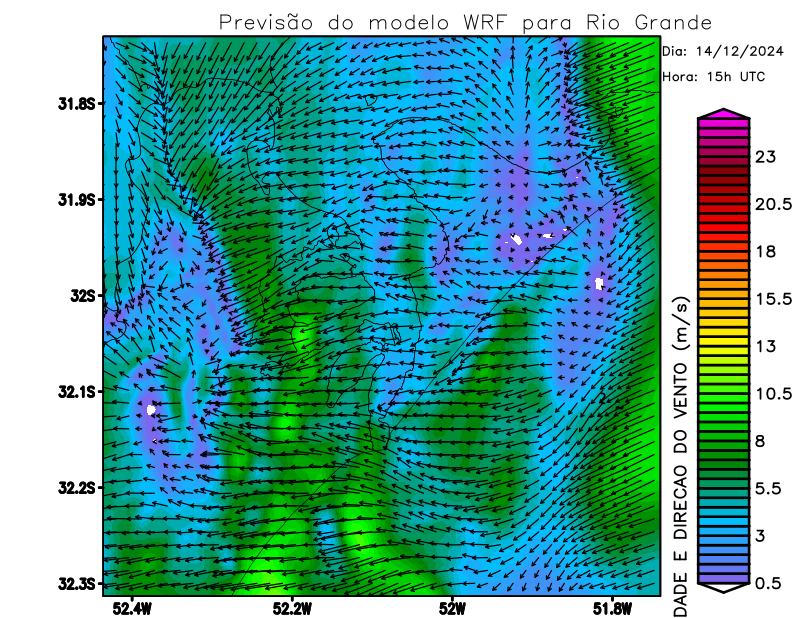 Previsão do modelo WRF para Rio Grande
Dia: 14/12/2024
Hora: 15h UTC
31.8S
31.9S
32S
32.1S
32.2S
32.3S
52.4W
52.2W
52W
51.8W
23
20.5
18
15.5
13
10.5
8
5.5
3
0.5
DADE E DIRECAO DO VENTO (m/s)